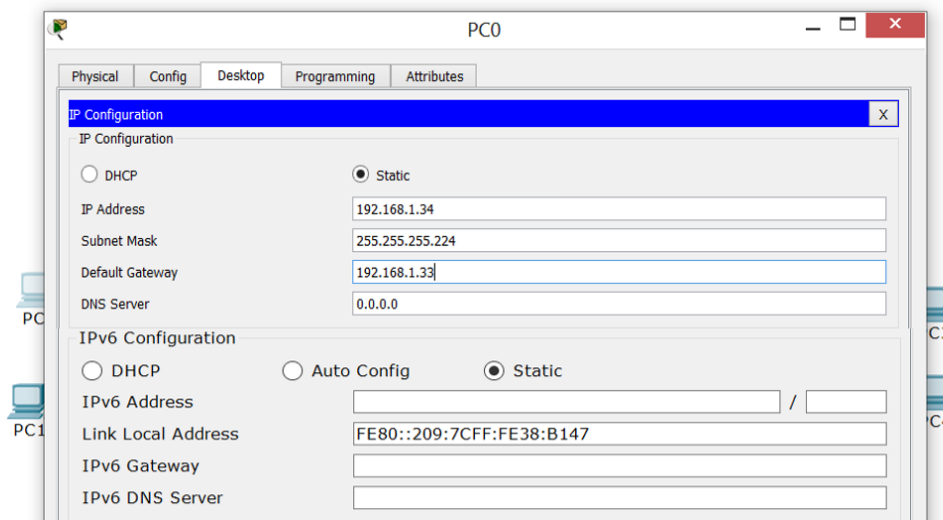 PC0
Physical Config Desktop Programming Attributes
IP Configuration X
IP Configuration
DHCP Static
IP Address 192.168.1.34
Subnet Mask 255.255.255.224
Default Gateway 192.168.1.33
DNS Server 0.0.0.0
IPv6 Configuration
DHCP Auto Config Static
IPv6 Address /
Link Local Address FE80::209:7CFF:FE38:B147
IPv6 Gateway
IPv6 DNS Server
PC
PC1